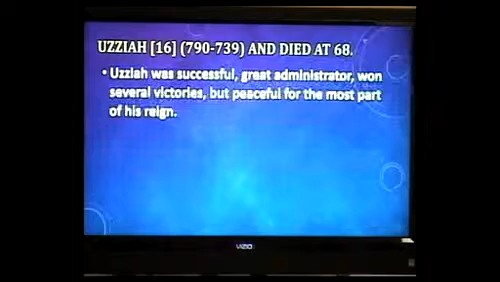 UZZIAH [16] (790-739) AND DIED AT 68.
• Uzziah was successful, great administrator, won
several victories, but peaceful for the most part
of his reign.
VIZIO